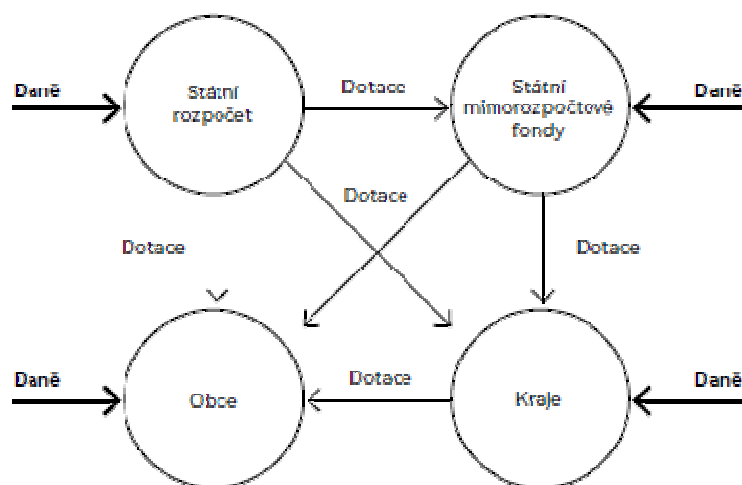 Daně
Státní
rozpočet
Dotace
Státní
mimorozpočtové
fondy
Daně
Dotace
Dotace
Dotace
Daně
Obce
Dotace
Kraje
Daně